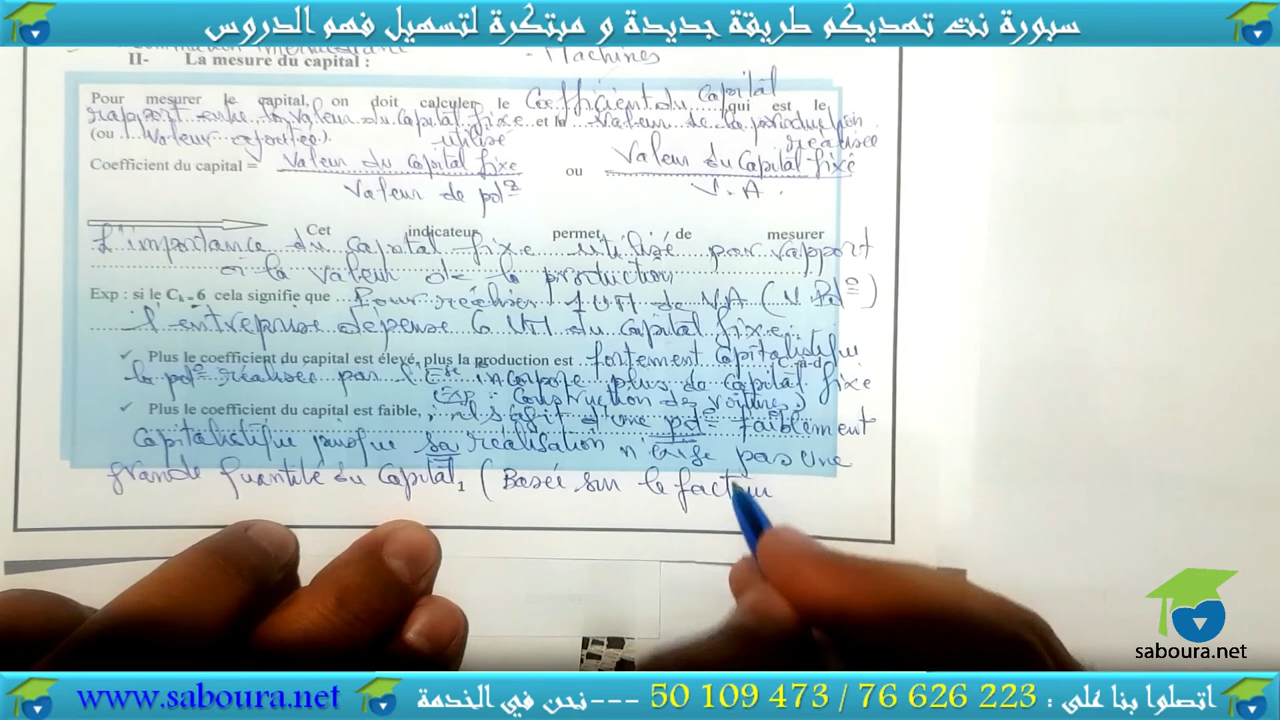 سبورة نت تهديكم طريقة جديدة و مبتكرة لتسهيل فهم الدروس
II- La mesure du capital :
- Machines
Pour mesurer le capital, on doit calculer le Coefficient du capital qui est le
rapport entre la valeur du capital fixe et la valeur de la production
utilisé réalisée
(ou valeur ajoutée).
Coefficient du capital = Valeur du capital fixe / Valeur de pdt° ou Valeur du capital fixe / V.A.
Cet indicateur permet de mesurer
L'importance du capital fixe utilisé par rapport
à la valeur de la production
Exp : si le Ck = 6 cela signifie que Pour réaliser 1 UM de V.A (V.Pd°)
l'entreprise dépense 6 UM du capital fixe.
✓ Plus le coefficient du capital est élevé, plus la production est fortement capitalistique
c.-à-d
la pd° réalisée par l'Ese incorpore plus de capital fixe
(Exp : Construction des voitures)
✓ Plus le coefficient du capital est faible, il s'agit d'une pd° faiblement
capitalistique puisque sa réalisation n'exige pas une
grande quantité du capital, (Basée sur le facteur
saboura.net
www.saboura.net اتصلوا بنا على : 50 109 473 / 76 626 223 ---نحن في الخدمة